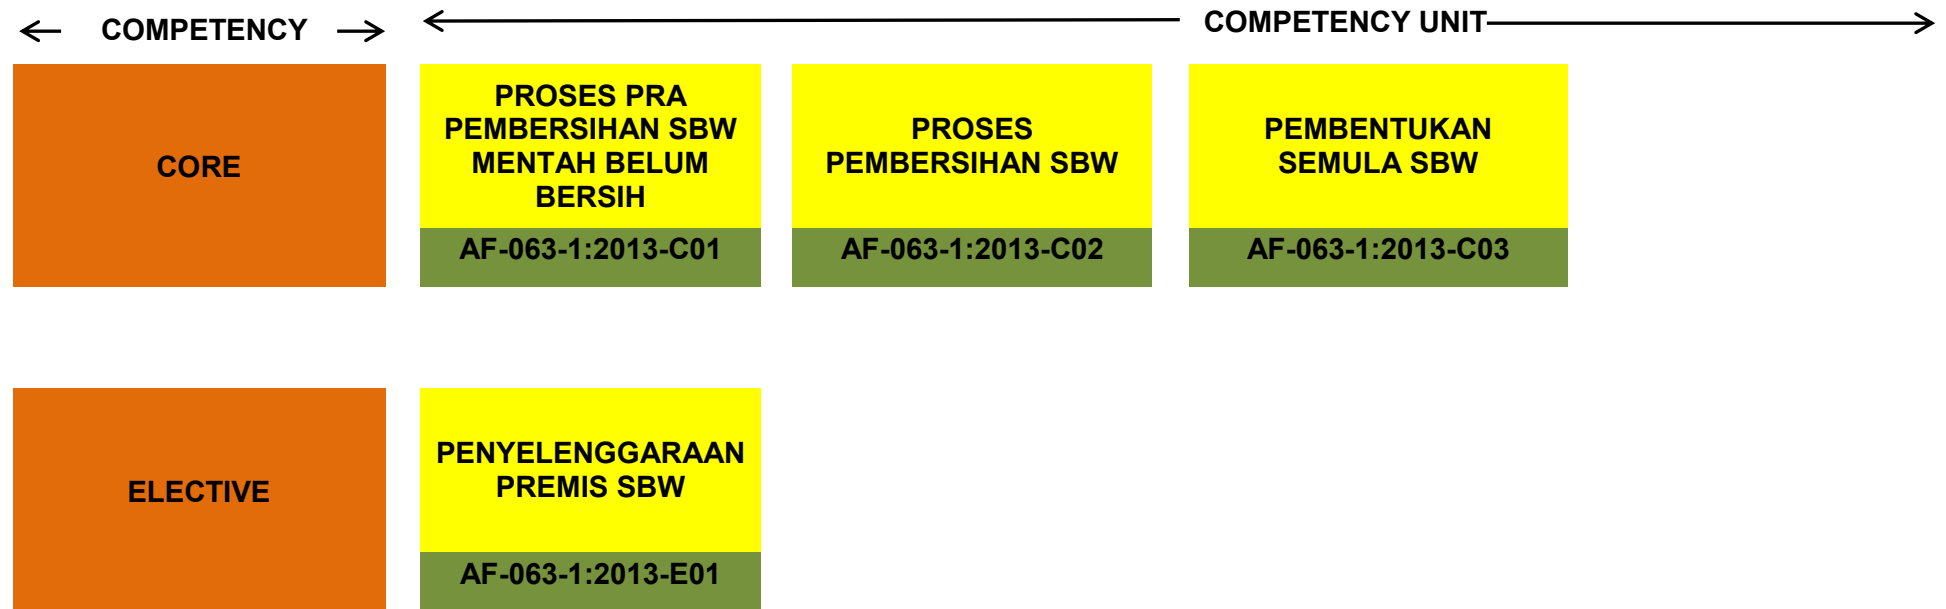 COMPETENCY
COMPETENCY UNIT
CORE
PROSES PRA
PEMBERSIHAN SBW
MENTAH BELUM
BERSIH
AF-063-1:2013-C01
PROSES
PEMBERSIHAN SBW
AF-063-1:2013-C02
PEMBENTUKAN
SEMULA SBW
AF-063-1:2013-C03
ELECTIVE
PENYELENGGARAAN
PREMIS SBW
AF-063-1:2013-E01